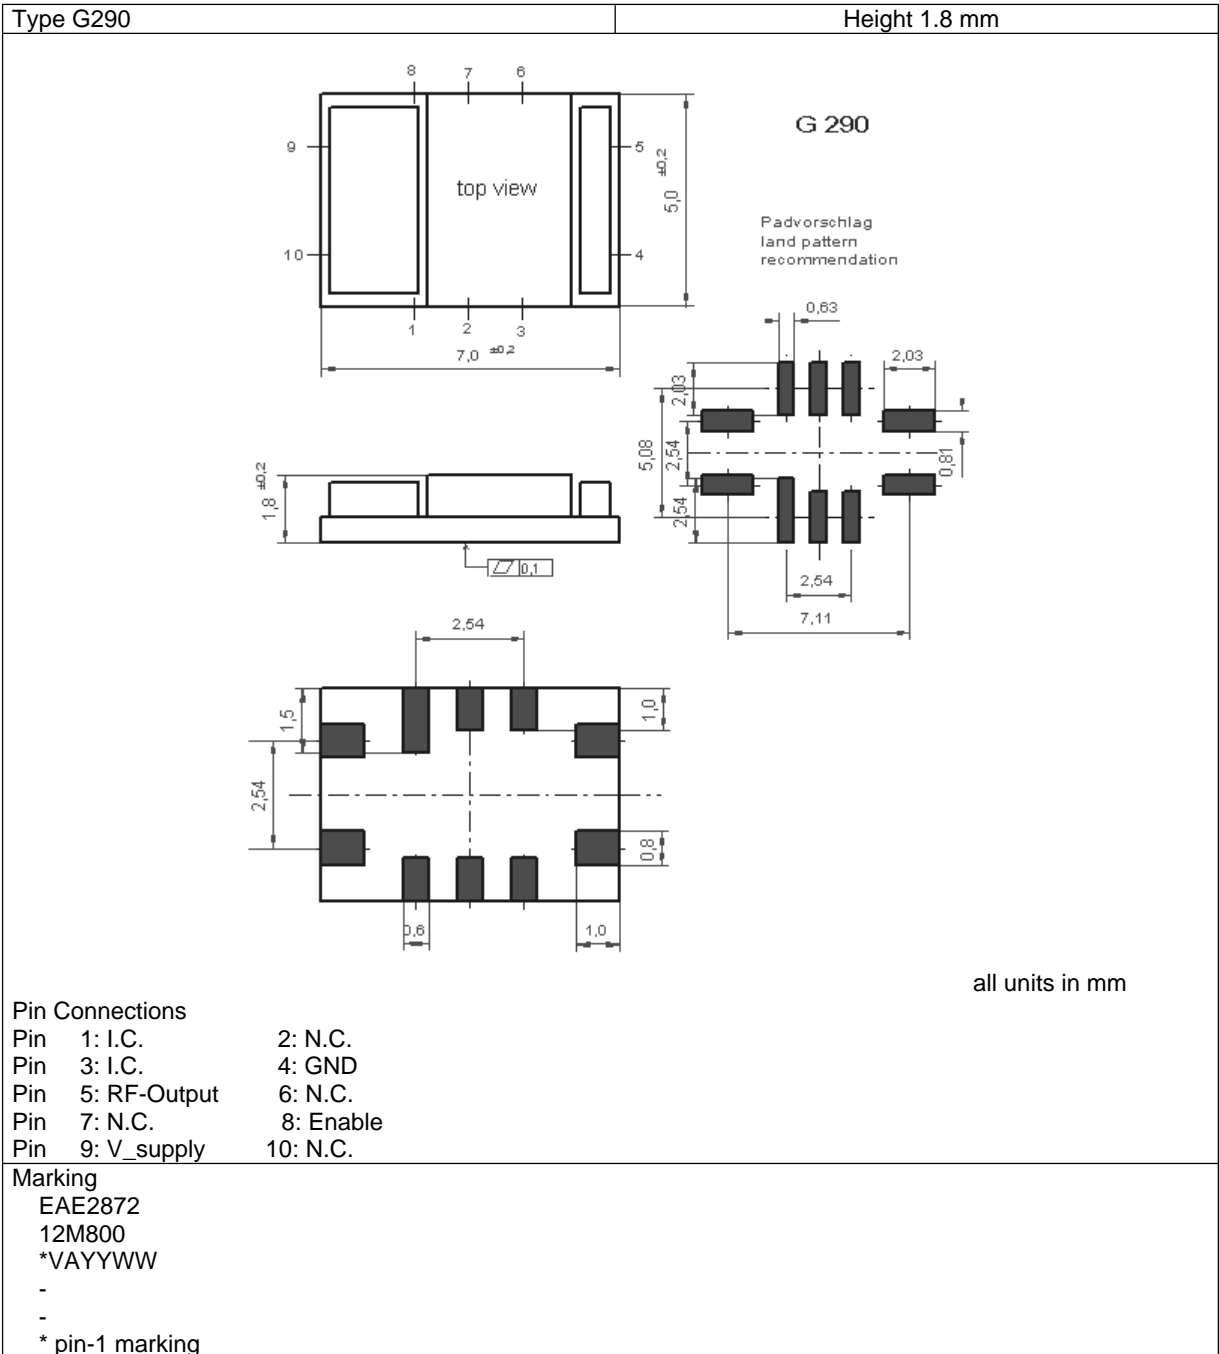 Type G290 Height 1.8 mm
8 7 6
G 290
9 5
±0,2
5,0
top view
Padvorschlag
land pattern
recommendation
10 4
1 2 3
7,0 ±0,2
0,63
2,03
2,03
5,08
2,54
0,81
2,54
1,8 ±0,2
0,1
2,54
7,11
2,54
1,5
1,0
2,54
0,8
0,6
1,0
all units in mm
Pin Connections
Pin 1: I.C. 2: N.C.
Pin 3: I.C. 4: GND
Pin 5: RF-Output 6: N.C.
Pin 7: N.C. 8: Enable
Pin 9: V_supply 10: N.C.
Marking
EAE2872
12M800
*VAYYWW
-
-
* pin-1 marking